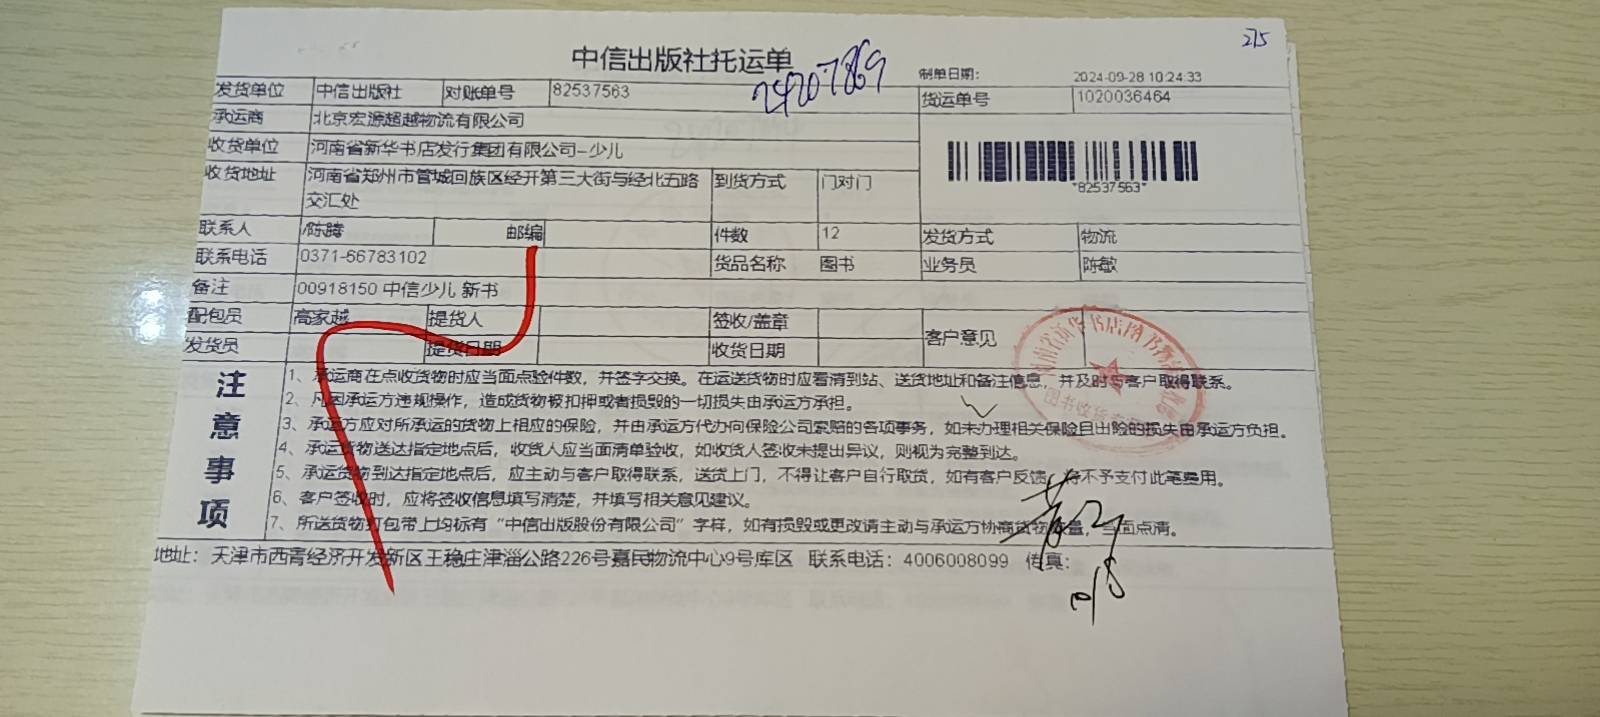 275
中信出版社托运单
24207869
制单日期： 2024-09-28 10:24:33
发货单位 中信出版社 对账单号 82537563 货运单号 1020036464
承运商 北京宏源超越物流有限公司
收货单位 河南省新华书店发行集团有限公司-少儿
*82537563*
收货地址 河南省郑州市管城回族区经开第三大街与经北五路 到货方式 门对门
交汇处
联系人 /陈腾 邮编 件数 12 发货方式 物流
联系电话 0371-66783102 货品名称 图书 业务员 陈敏
备注 00918150 中信少儿 新书
配包员 高家越 提货人 签收/盖章 客户意见
发货员 提货日期 收货日期
注意事项
1、承运商在点收货物时应当面点验件数，并签字交换。在运送货物时应看清到站、送货地址和备注信息，并及时与客户取得联系。
2、凡因承运方违规操作，造成货物被扣押或者损毁的一切损失由承运方承担。
3、承运方应对所承运的货物上相应的保险，并由承运方代办向保险公司索赔的各项事务，如未办理相关保险且出险的损失由承运方负担。
4、承运货物送达指定地点后，收货人应当面清单验收，如收货人签收未提出异议，则视为完整到达。
5、承运货物到达指定地点后，应主动与客户取得联系，送货上门，不得让客户自行取货，如有客户反馈，将不予支付此笔费用。
6、客户签收时，应将签收信息填写清楚，并填写相关意见建议。
7、所送货物打包带上均标有“中信出版股份有限公司”字样，如有损毁或更改请主动与承运方协商货物数量，当面点清。
地址：天津市西青经济开发新区王稳庄津淄公路226号嘉民物流中心9号库区 联系电话：4006008099 传真：